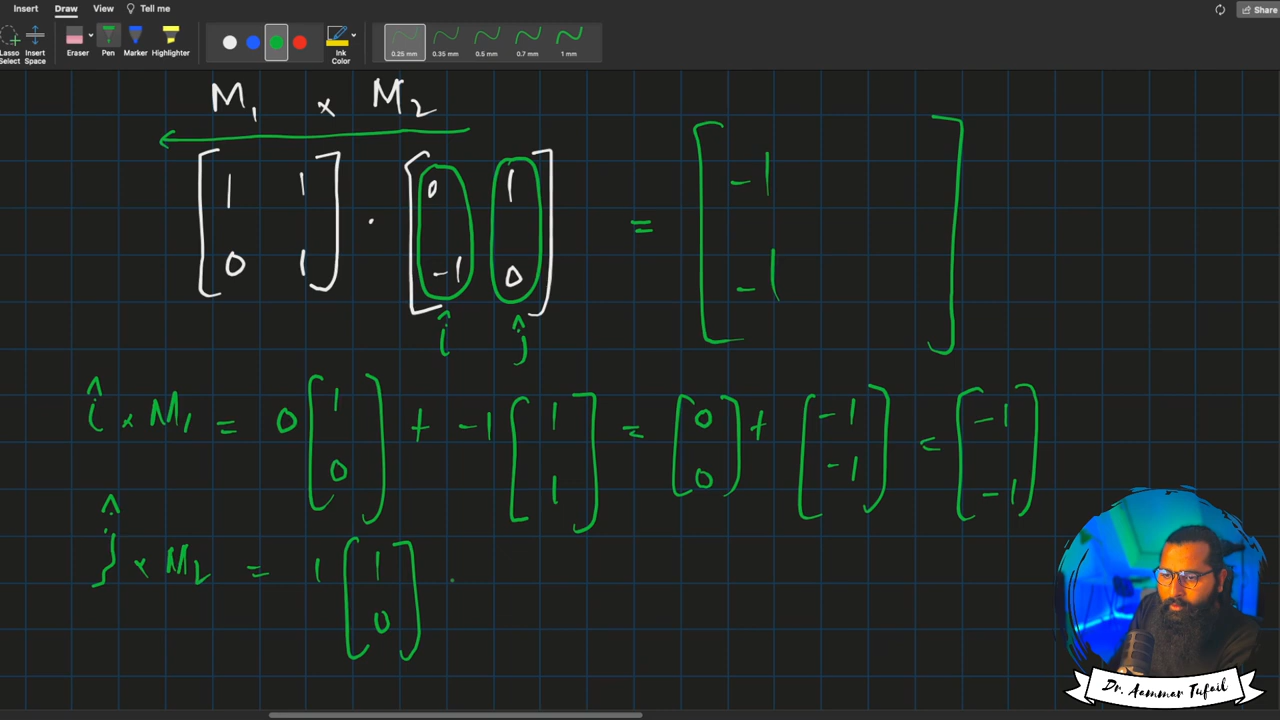 Insert Draw View Tell me Share
Lasso Select Insert Space Eraser Pen Marker Highlighter Ink Color 0.25 mm 0.35 mm 0.5 mm 0.7 mm 1 mm
M₁ × M₂
[1 1; 0 1] · [0 1; -1 0] = [-1; -1]
î ĵ
î × M₁ = 0[1; 0] + -1[1; 1] = [0; 0] + [-1; -1] = [-1; -1]
ĵ × M₂ = 1[1; 0]
Dr. Aammar Tufail